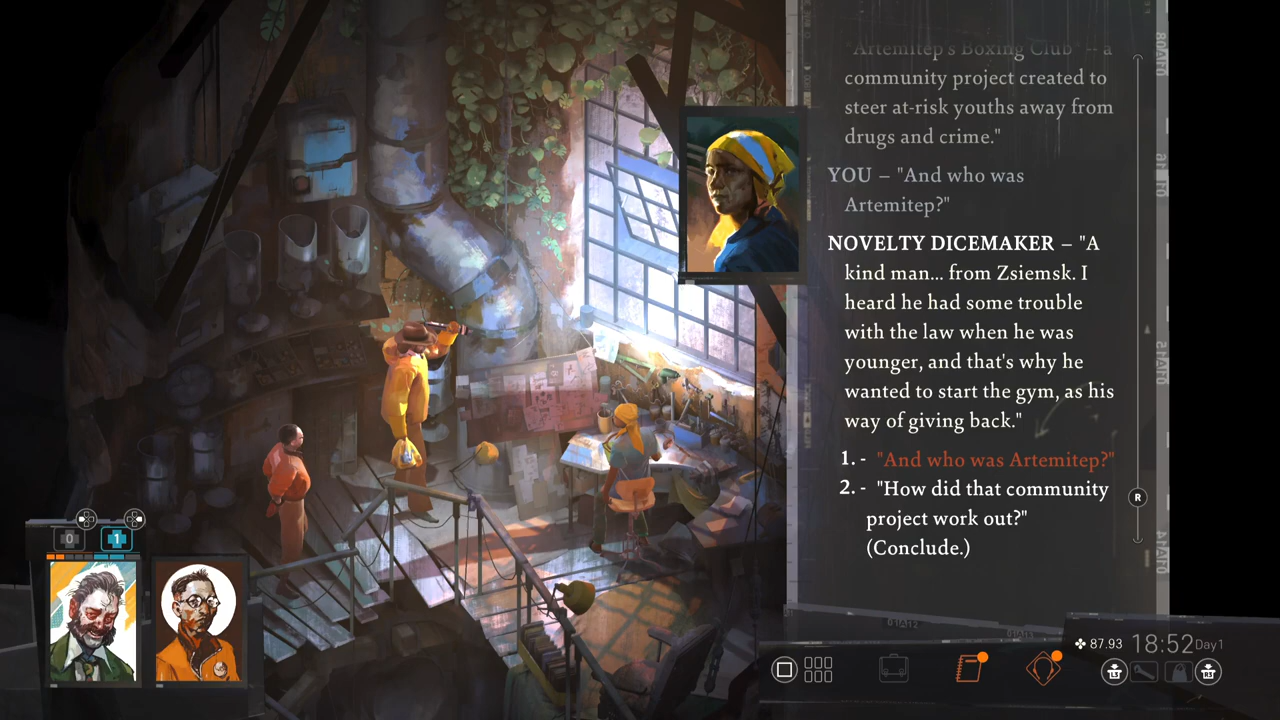 "Artemitep's Boxing Club" -- a
community project created to
steer at-risk youths away from
drugs and crime."
YOU – "And who was
Artemitep?"
NOVELTY DICEMAKER – "A
kind man... from Zsiemsk. I
heard he had some trouble
with the law when he was
younger, and that's why he
wanted to start the gym, as his
way of giving back."
1. - "And who was Artemitep?"
2. - "How did that community
project work out?"
(Conclude.)
R
0
1
87.93
18:52 Day1